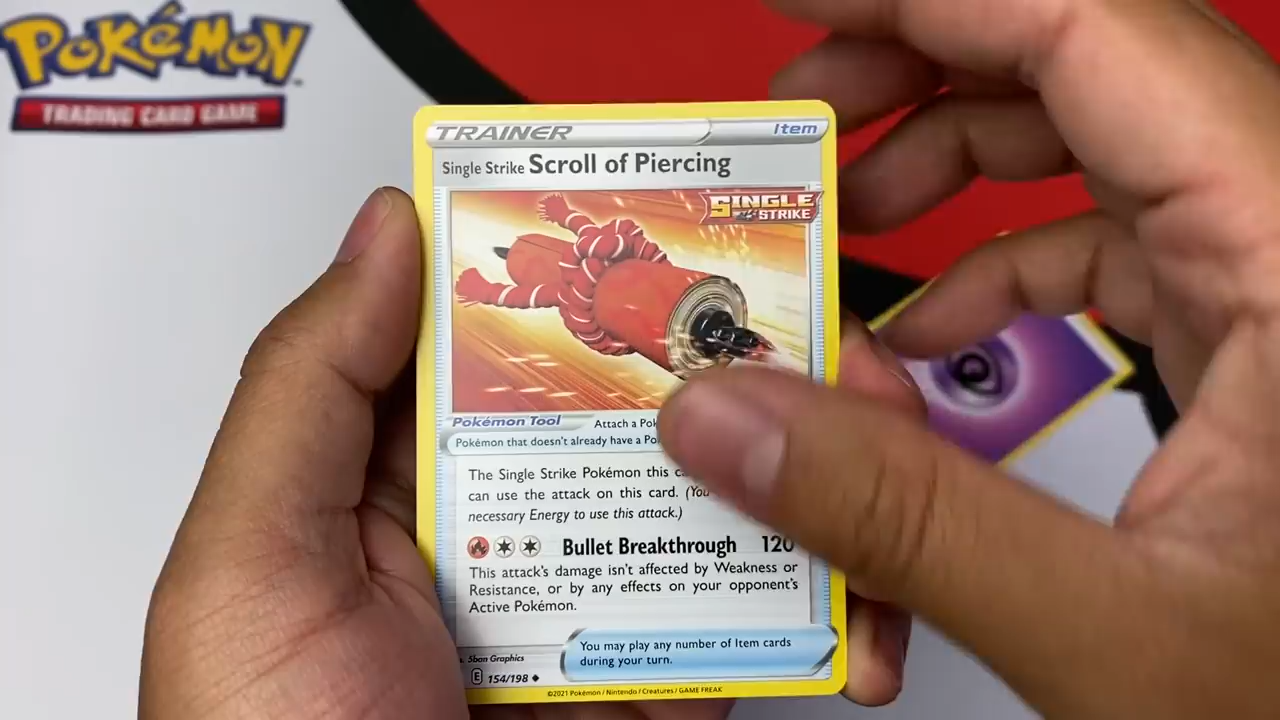 POKéMON
TRADING CARD GAME
TRAINER
Item
Single Strike Scroll of Piercing
SINGLE
STRIKE
Pokémon Tool
Attach a
Pokémon that doesn't already have a
The Single Strike Pokémon this
can use the attack on this card. (You
necessary Energy to use this attack.)
Bullet Breakthrough 120
This attack's damage isn't affected by Weakness or
Resistance, or by any effects on your opponent's
Active Pokémon.
You may play any number of Item cards
during your turn.
5ban Graphics
E 154/198
©2021 Pokémon / Nintendo / Creatures / GAME FREAK